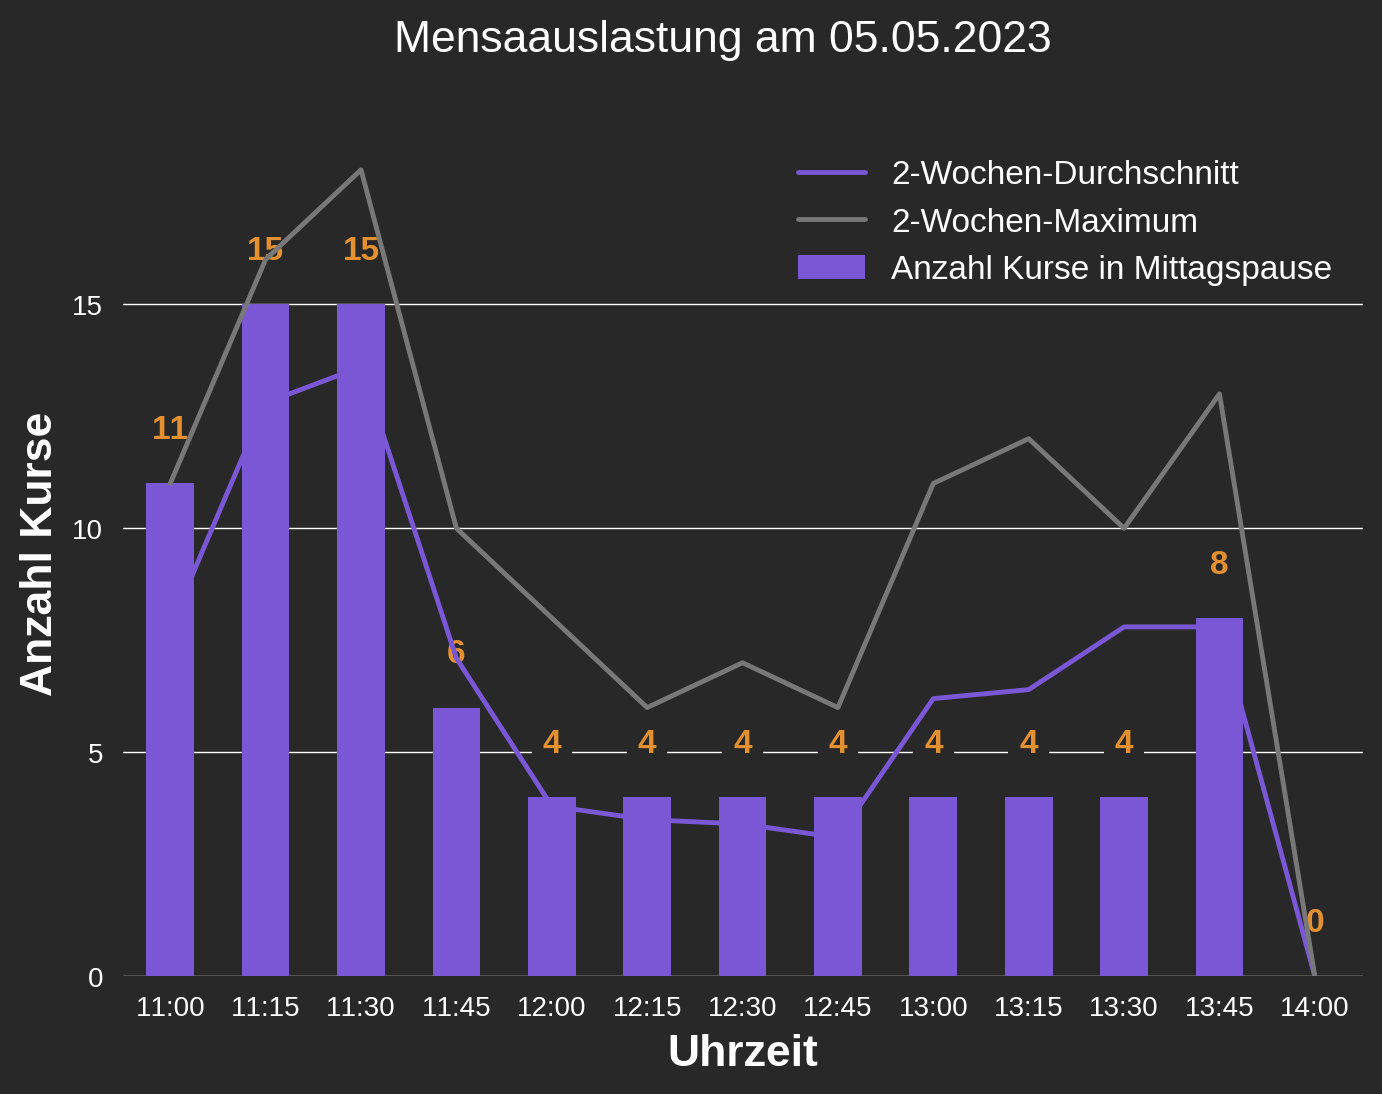 Mensaauslastung am 05.05.2023
2-Wochen-Durchschnitt
2-Wochen-Maximum
Anzahl Kurse in Mittagspause
15
15
15
11
10
8
6
5
4
4
4
4
4
4
4
0
0
Anzahl Kurse
11:00 11:15 11:30 11:45 12:00 12:15 12:30 12:45 13:00 13:15 13:30 13:45 14:00
Uhrzeit